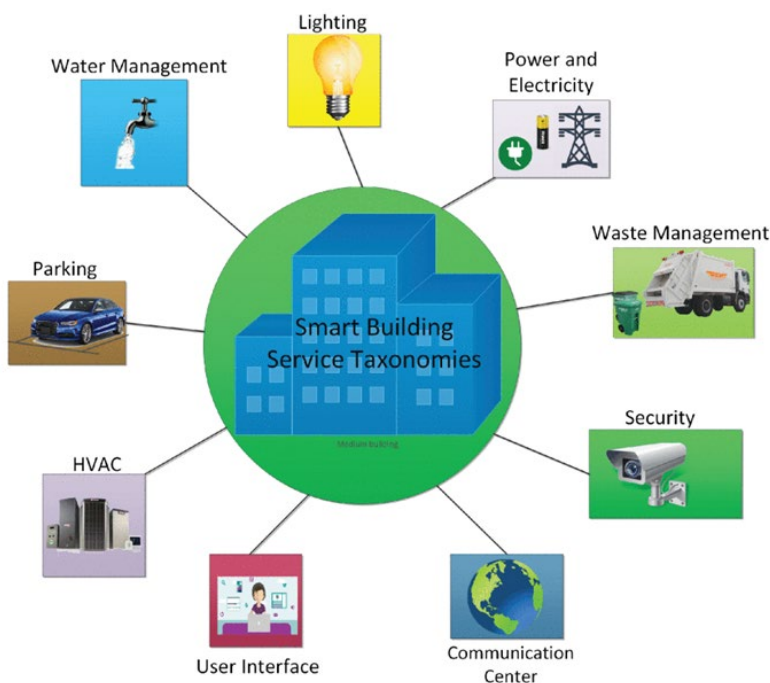 Lighting
Water Management
Power and
Electricity
Waste Management
Parking
Smart Building
Service Taxonomies
Medium building
Security
HVAC
User Interface
Communication
Center